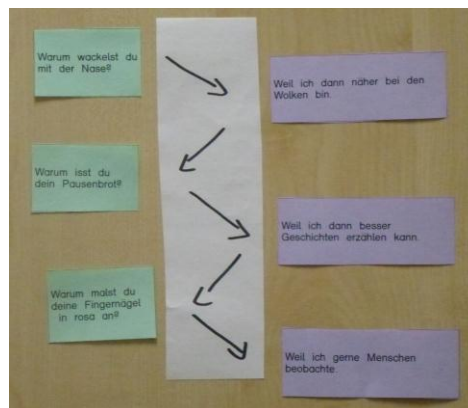 Warum wackelst du
mit der Nase?
Weil ich dann näher bei den
Wolken bin.
Warum isst du
dein Pausenbrot?
Weil ich dann besser
Geschichten erzählen kann.
Warum malst du
deine Fingernägel
in rosa an?
Weil ich gerne Menschen
beobachte.